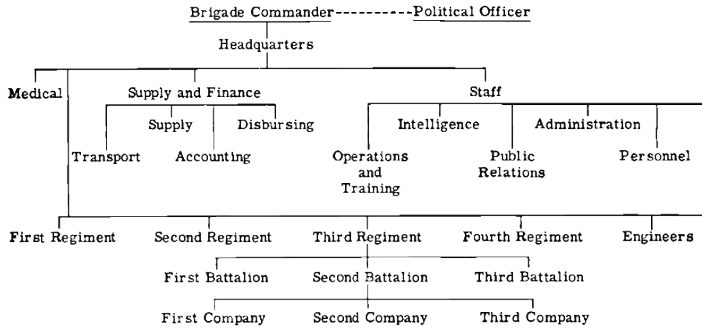 Brigade Commander Political Officer
Headquarters
Medical Supply and Finance Staff
Supply Disbursing Intelligence Administration
Transport Accounting Operations and Training Public Relations Personnel
First Regiment Second Regiment Third Regiment Fourth Regiment Engineers
First Battalion Second Battalion Third Battalion
First Company Second Company Third Company